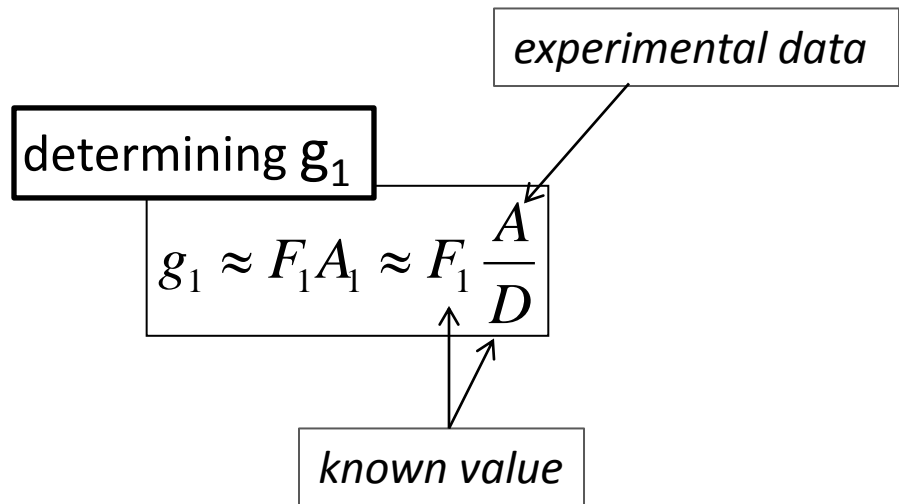 experimental data
determining g₁
g₁ ≈ F₁A₁ ≈ F₁ A/D
known value